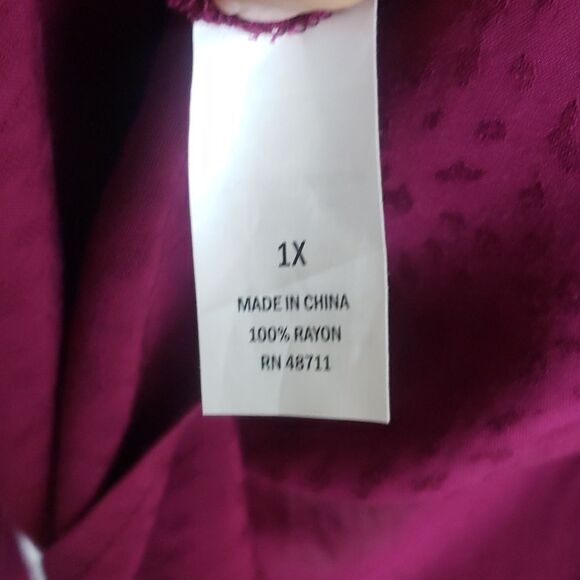 1X
MADE IN CHINA
100% RAYON
RN 48711